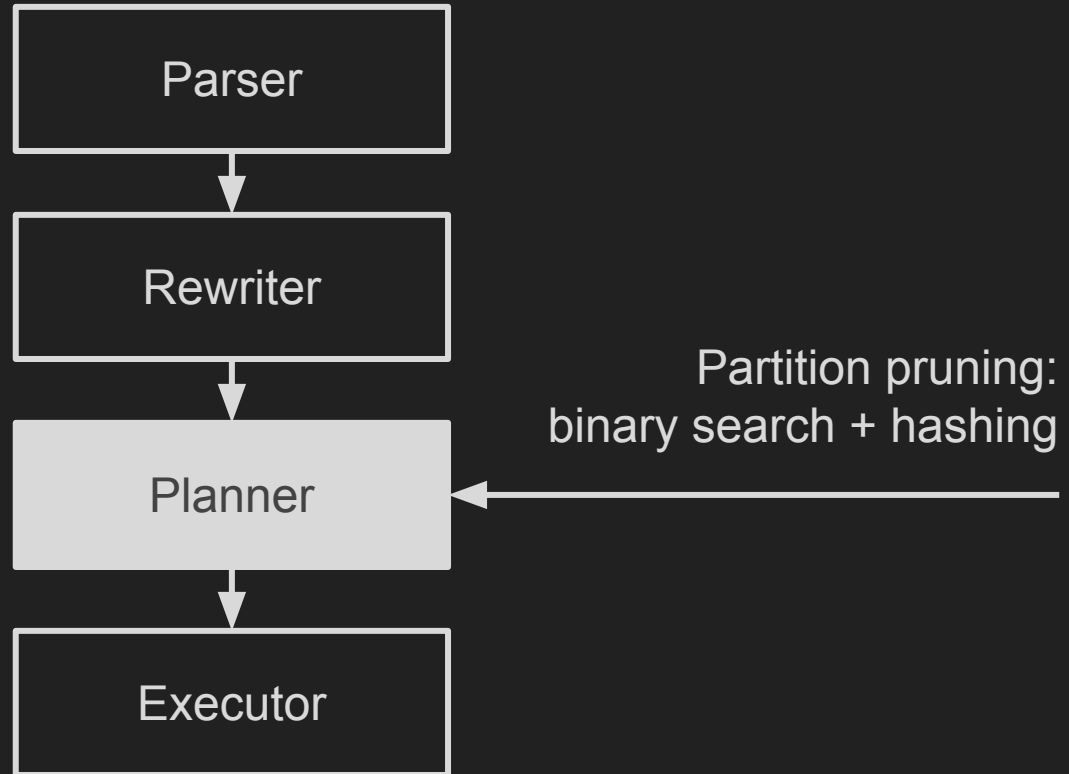 Parser
Rewriter
Partition pruning:
binary search + hashing
Planner
Executor